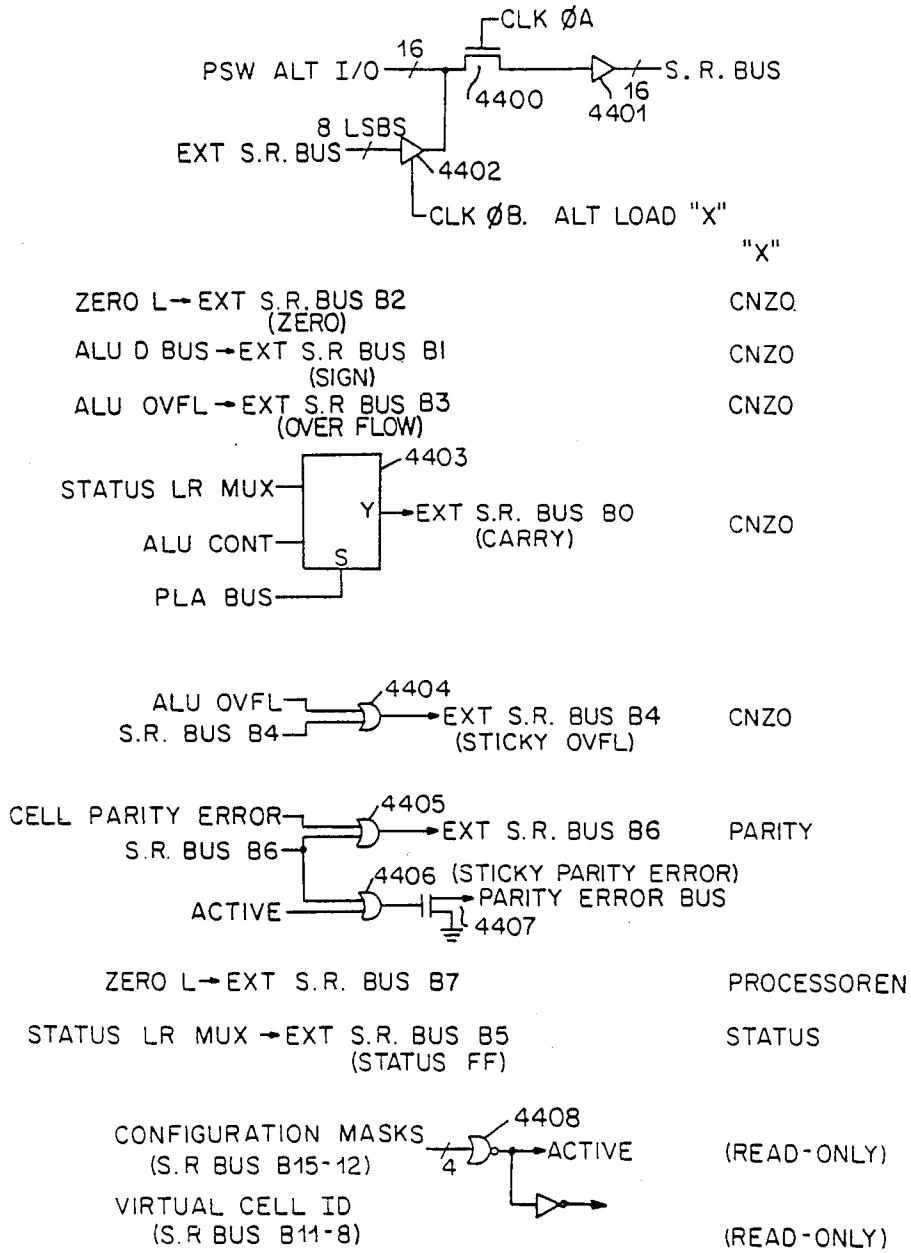 CLK ØA
PSW ALT I/O 16 4400 4401 16 S.R. BUS
8 LSBS
EXT S.R. BUS 4402
CLK ØB. ALT LOAD "X"
"X"
ZERO L→EXT S.R. BUS B2 CNZO
(ZERO)
ALU D BUS→EXT S.R BUS B1 CNZO
(SIGN)
ALU OVFL→EXT S.R BUS B3 CNZO
(OVER FLOW)
4403
STATUS LR MUX
Y EXT S.R. BUS B0 CNZO
(CARRY)
ALU CONT
S
PLA BUS
ALU OVFL 4404
S.R. BUS B4 EXT S.R. BUS B4 CNZO
(STICKY OVFL)
CELL PARITY ERROR 4405
EXT S.R. BUS B6 PARITY
S.R. BUS B6
4406 (STICKY PARITY ERROR)
ACTIVE PARITY ERROR BUS
4407
ZERO L→EXT S.R. BUS B7 PROCESSOREN
STATUS LR MUX→EXT S.R. BUS B5 STATUS
(STATUS FF)
4408
CONFIGURATION MASKS 4 ACTIVE (READ-ONLY)
(S.R BUS B15-12)
VIRTUAL CELL ID
(S.R BUS B11-8) (READ-ONLY)